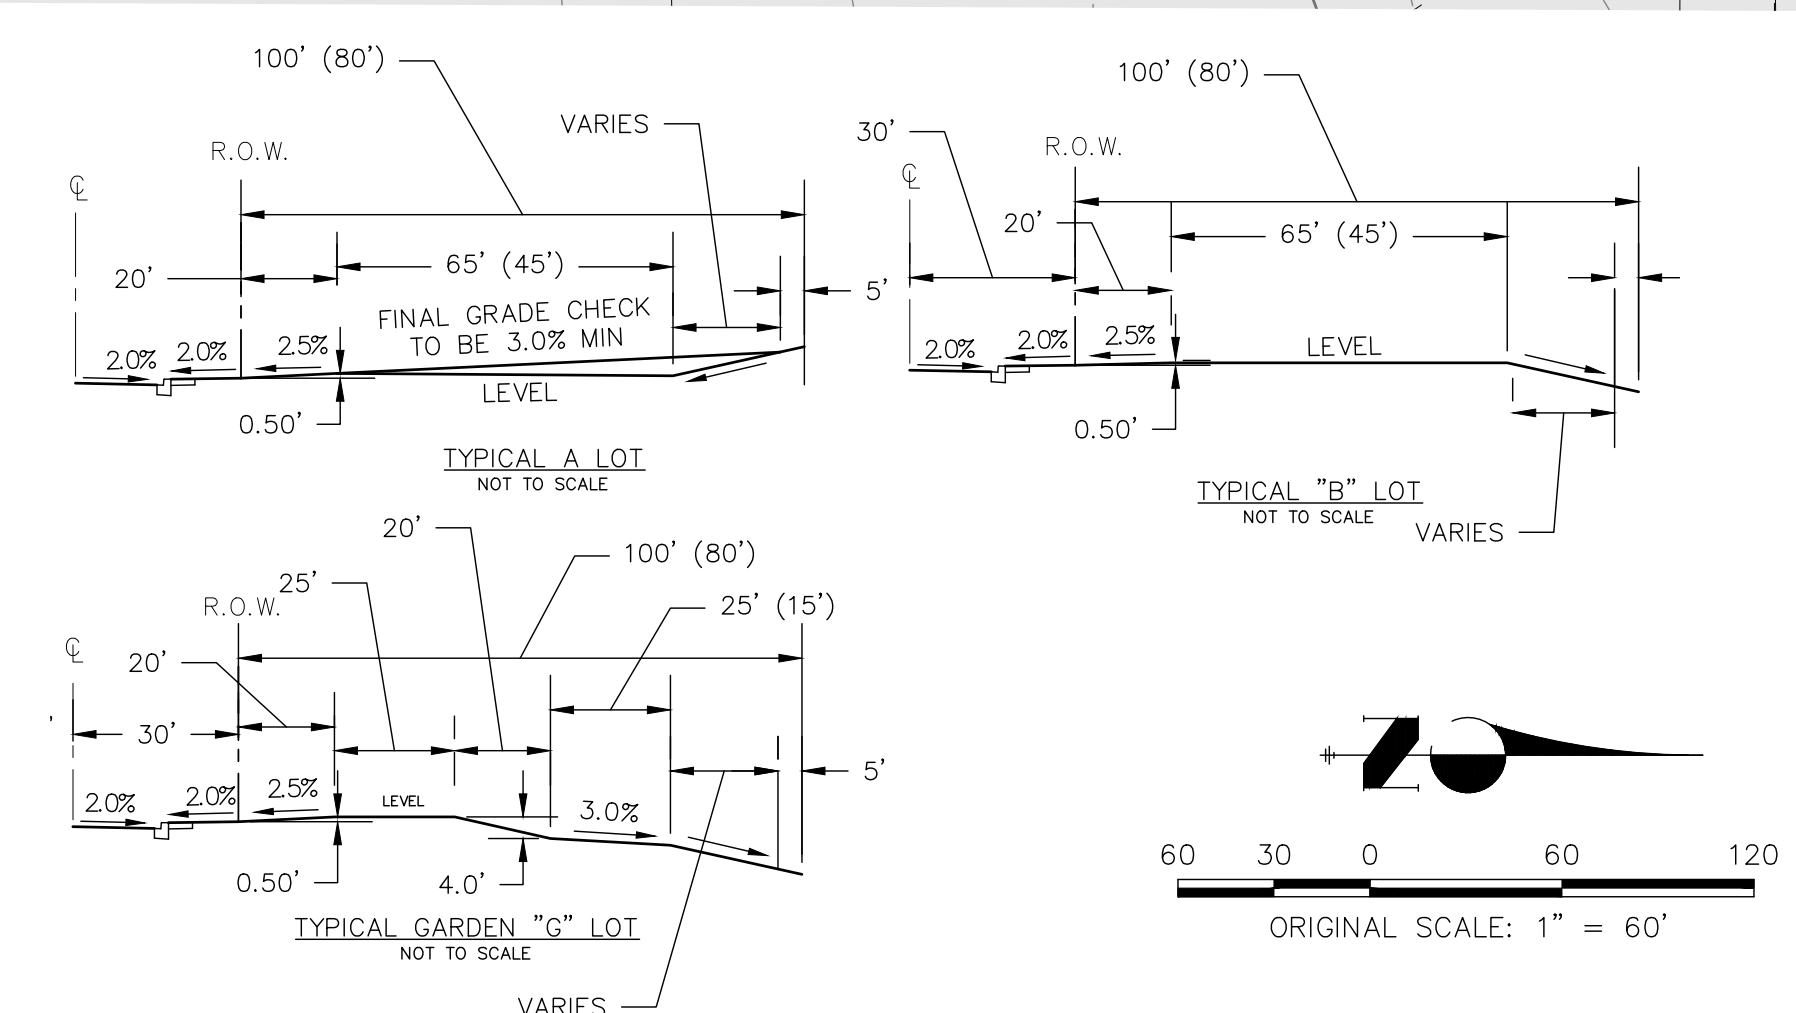 100' (80')
VARIES
R.O.W.
℄
20'
65' (45')
5'
FINAL GRADE CHECK
TO BE 3.0% MIN
2.0%
2.0%
2.5%
LEVEL
0.50'
TYPICAL A LOT
NOT TO SCALE
100' (80')
30'
R.O.W.
℄
20'
65' (45')
2.0%
2.0%
2.5%
LEVEL
0.50'
TYPICAL "B" LOT
NOT TO SCALE
VARIES
20'
100' (80')
25'
25' (15')
R.O.W.
℄
20'
'
30'
5'
2.0%
2.0%
2.5%
LEVEL
3.0%
0.50'
4.0'
TYPICAL GARDEN "G" LOT
NOT TO SCALE
VARIES
Z
60 30 0 60 120
ORIGINAL SCALE: 1" = 60'